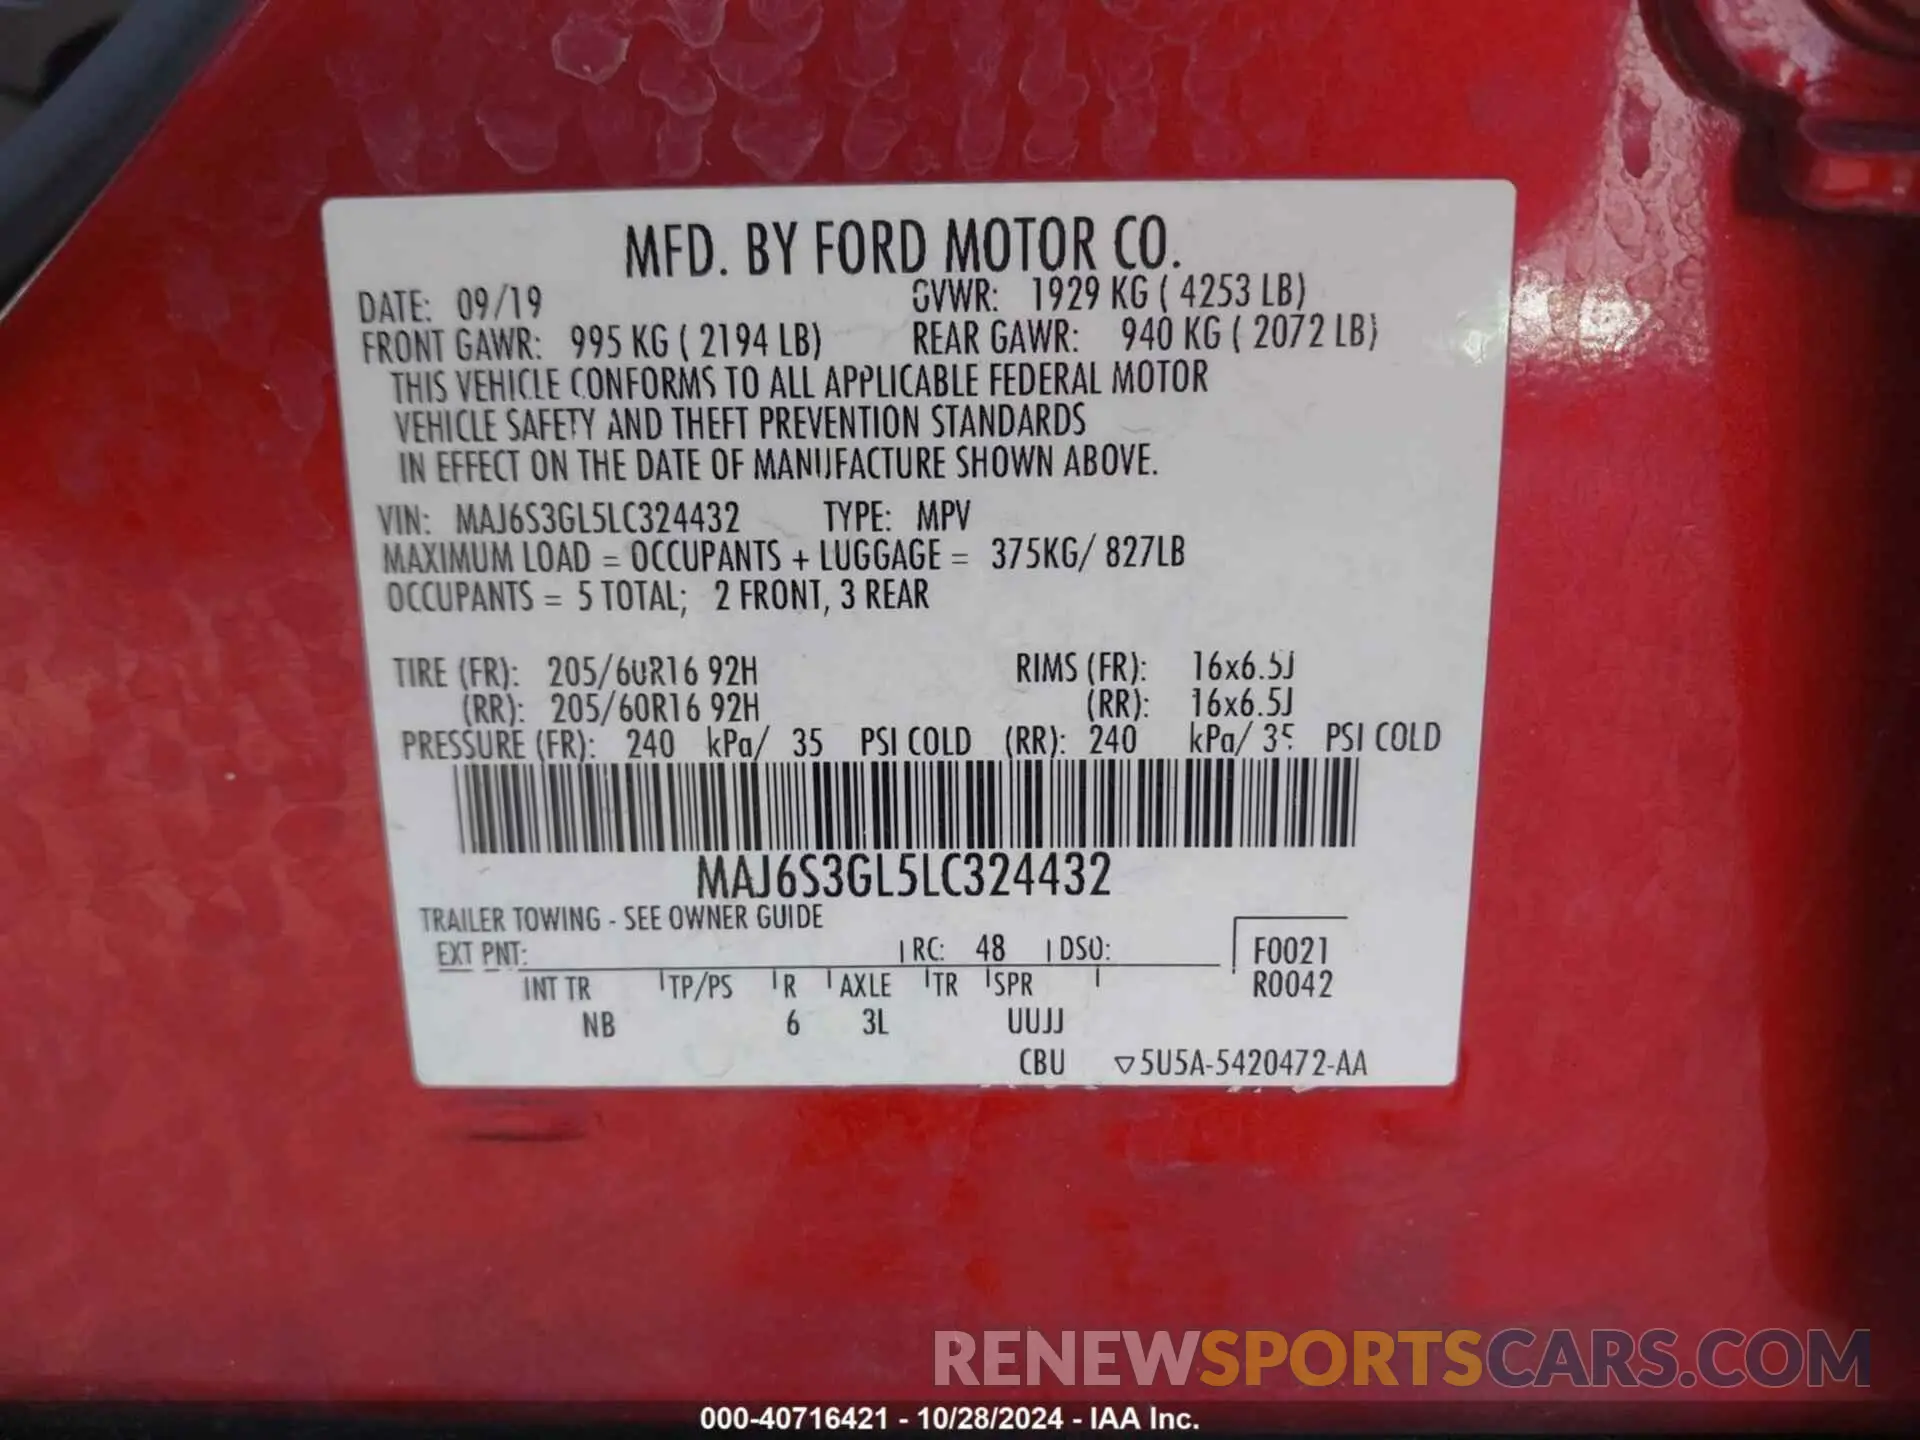 MFD. BY FORD MOTOR CO.
DATE: 09/19 GVWR: 1929 KG ( 4253 LB)
FRONT GAWR: 995 KG ( 2194 LB) REAR GAWR: 940 KG ( 2072 LB)
THIS VEHICLE CONFORMS TO ALL APPLICABLE FEDERAL MOTOR
VEHICLE SAFETY AND THEFT PREVENTION STANDARDS
IN EFFECT ON THE DATE OF MANUFACTURE SHOWN ABOVE.
VIN: MAJ6S3GL5LC324432 TYPE: MPV
MAXIMUM LOAD = OCCUPANTS + LUGGAGE = 375KG/ 827LB
OCCUPANTS = 5 TOTAL; 2 FRONT, 3 REAR
TIRE (FR): 205/60R16 92H RIMS (FR): 16x6.5J
(RR): 205/60R16 92H (RR): 16x6.5J
PRESSURE (FR): 240 kPa/ 35 PSI COLD (RR): 240 kPa/ 35 PSI COLD
MAJ6S3GL5LC324432
TRAILER TOWING - SEE OWNER GUIDE
EXT PNT: RC: 48 DSO: F0021
INT TR TP/PS R AXLE TR SPR R0042
NB 6 3L UUJJ
CBU ▽5U5A-5420472-AA
RENEWSPORTSCARS.COM
000-40716421 - 10/28/2024 - IAA Inc.